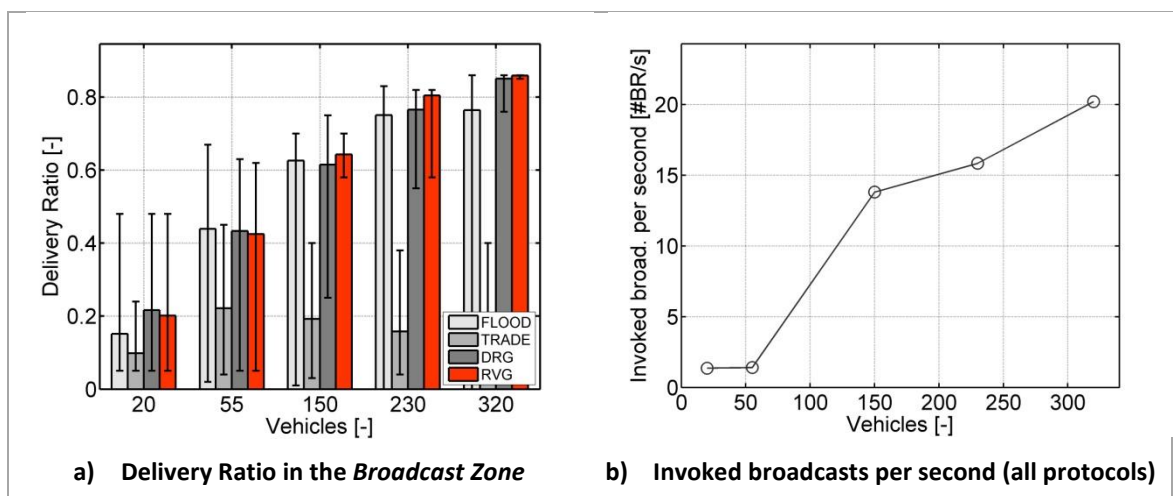 Delivery Ratio [-]
0.8
0.6
0.4
0.2
0
20 55 150 230 320
Vehicles [-]
FLOOD
TRADE
DRG
RVG
a) Delivery Ratio in the Broadcast Zone
Invoked broad. per second [#BR/s]
20
15
10
5
0
0 50 100 150 200 250 300
Vehicles [-]
b) Invoked broadcasts per second (all protocols)